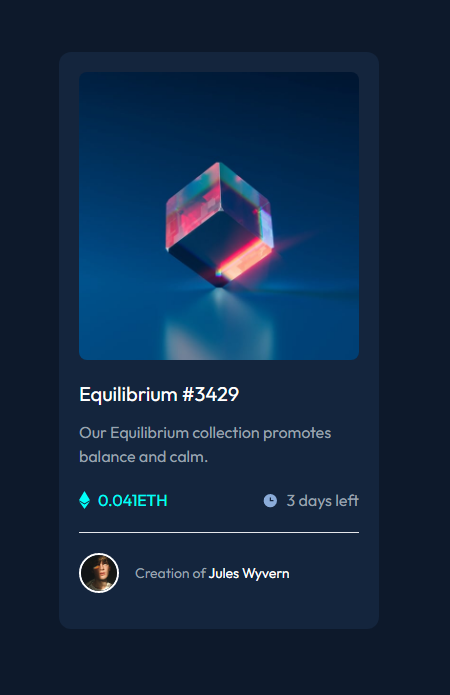 Equilibrium #3429
Our Equilibrium collection promotes
balance and calm.
0.041ETH
3 days left
Creation of Jules Wyvern